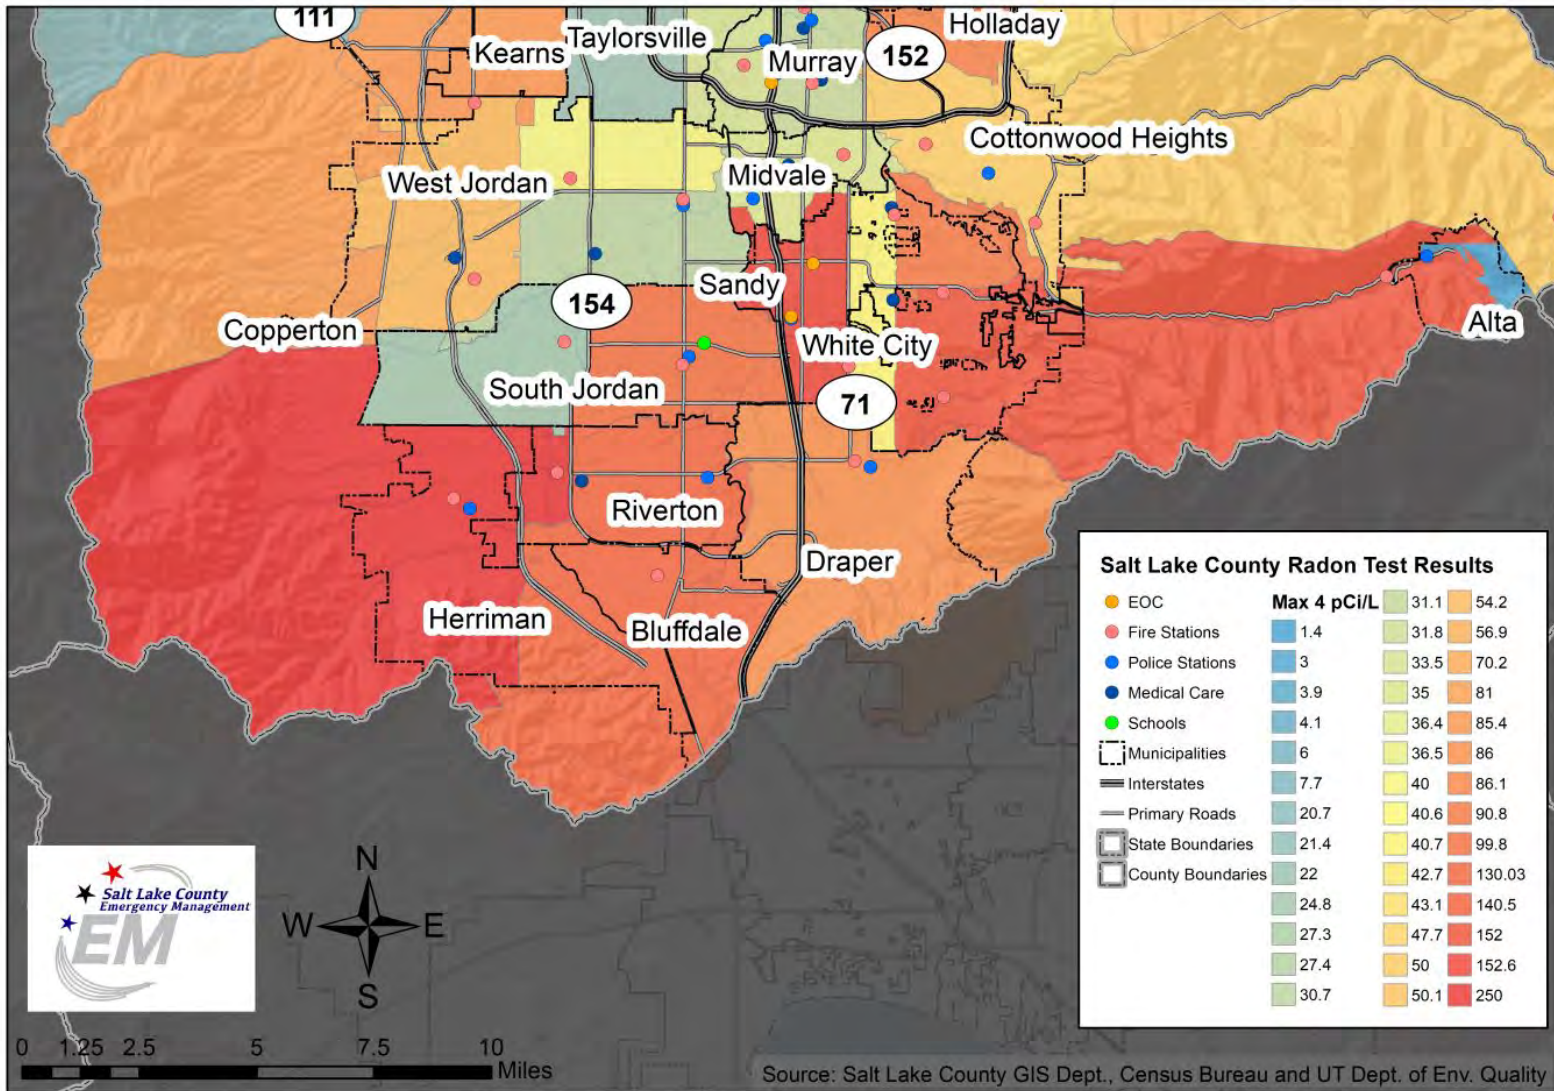 111
Kearns
Taylorsville
Murray
152
Holladay
Cottonwood Heights
West Jordan
Midvale
Sandy
154
Copperton
White City
Alta
South Jordan
71
Riverton
Draper
Herriman
Bluffdale
Salt Lake County Radon Test Results
EOC
Fire Stations
Police Stations
Medical Care
Schools
Municipalities
Interstates
Primary Roads
State Boundaries
County Boundaries
Max 4 pCi/L
1.4
3
3.9
4.1
6
7.7
20.7
21.4
22
24.8
27.3
27.4
30.7
31.1
31.8
33.5
35
36.4
36.5
40
40.6
40.7
42.7
43.1
47.7
50
50.1
54.2
56.9
70.2
81
85.4
86
86.1
90.8
99.8
130.03
140.5
152
152.6
250
Salt Lake County
Emergency Management
EM
N
W E
S
0 1.25 2.5 5 7.5 10
Miles
Source: Salt Lake County GIS Dept., Census Bureau and UT Dept. of Env. Quality